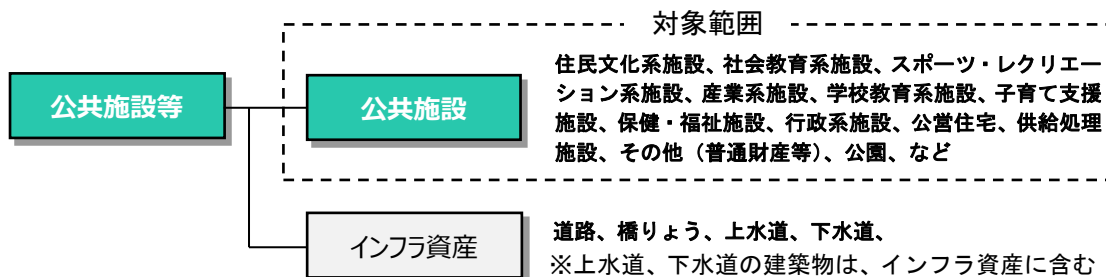 対象範囲
公共施設等
公共施設
住民文化系施設、社会教育系施設、スポーツ・レクリエー
ション系施設、産業系施設、学校教育系施設、子育て支援
施設、保健・福祉施設、行政系施設、公営住宅、供給処理
施設、その他（普通財産等）、公園、など
インフラ資産
道路、橋りょう、上水道、下水道、
※上水道、下水道の建築物は、インフラ資産に含む